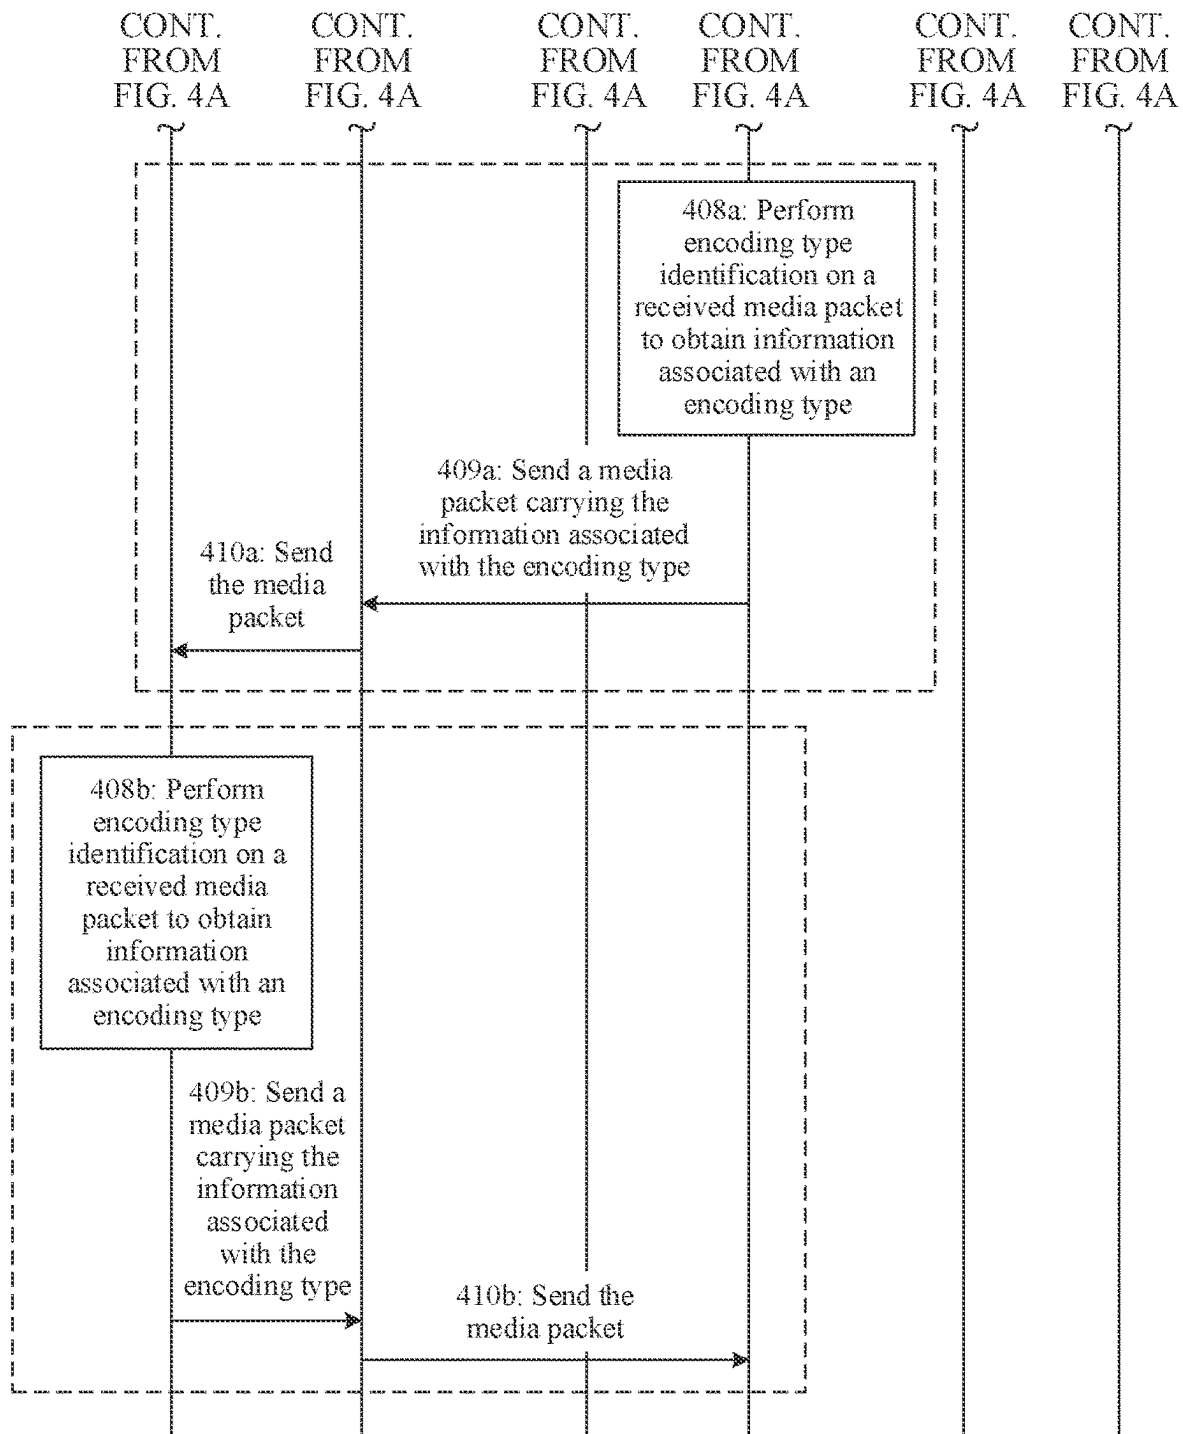 CONT.
FROM
FIG. 4A
CONT.
FROM
FIG. 4A
CONT.
FROM
FIG. 4A
CONT.
FROM
FIG. 4A
CONT.
FROM
FIG. 4A
CONT.
FROM
FIG. 4A
408a: Perform
encoding type
identification on a
received media packet
to obtain information
associated with an
encoding type
409a: Send a media
packet carrying the
information associated
with the encoding type
410a: Send
the media
packet
408b: Perform
encoding type
identification on a
received media
packet to obtain
information
associated with an
encoding type
409b: Send a
media packet
carrying the
information
associated
with the
encoding type
410b: Send the
media packet